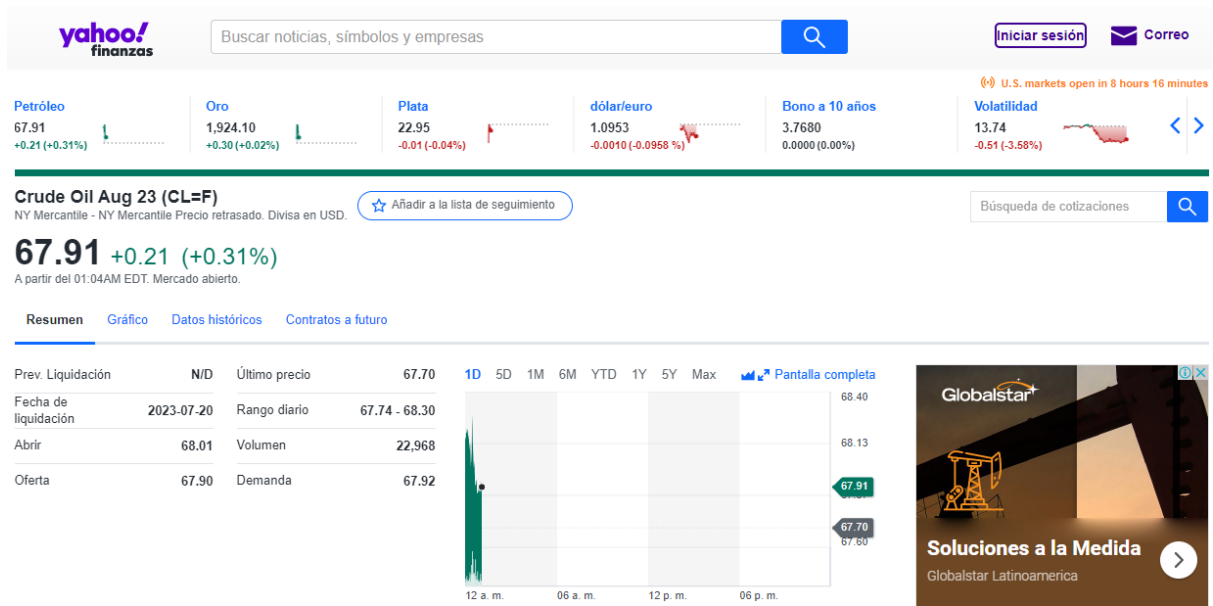 yahoo!
finanzas
Buscar noticias, símbolos y empresas
Iniciar sesión
Correo
U.S. markets open in 8 hours 16 minutes
Petróleo
67.91
+0.21 (+0.31%)
Oro
1,924.10
+0.30 (+0.02%)
Plata
22.95
-0.01 (-0.04%)
dólar/euro
1.0953
-0.0010 (-0.0958 %)
Bono a 10 años
3.7680
0.0000 (0.00%)
Volatilidad
13.74
-0.51 (-3.58%)
Crude Oil Aug 23 (CL=F)
NY Mercantile - NY Mercantile Precio retrasado. Divisa en USD.
Añadir a la lista de seguimiento
Búsqueda de cotizaciones
67.91 +0.21 (+0.31%)
A partir del 01:04AM EDT. Mercado abierto.
Resumen Gráfico Datos históricos Contratos a futuro
Prev. Liquidación N/D
Fecha de
liquidación 2023-07-20
Abrir 68.01
Oferta 67.90
Último precio 67.70
Rango diario 67.74 - 68.30
Volumen 22,968
Demanda 67.92
1D 5D 1M 6M YTD 1Y 5Y Max Pantalla completa
68.40
68.13
67.91
67.70
67.60
12 a. m. 06 a. m. 12 p. m. 06 p. m.
Globalstar
Soluciones a la Medida
Globalstar Latinoamerica